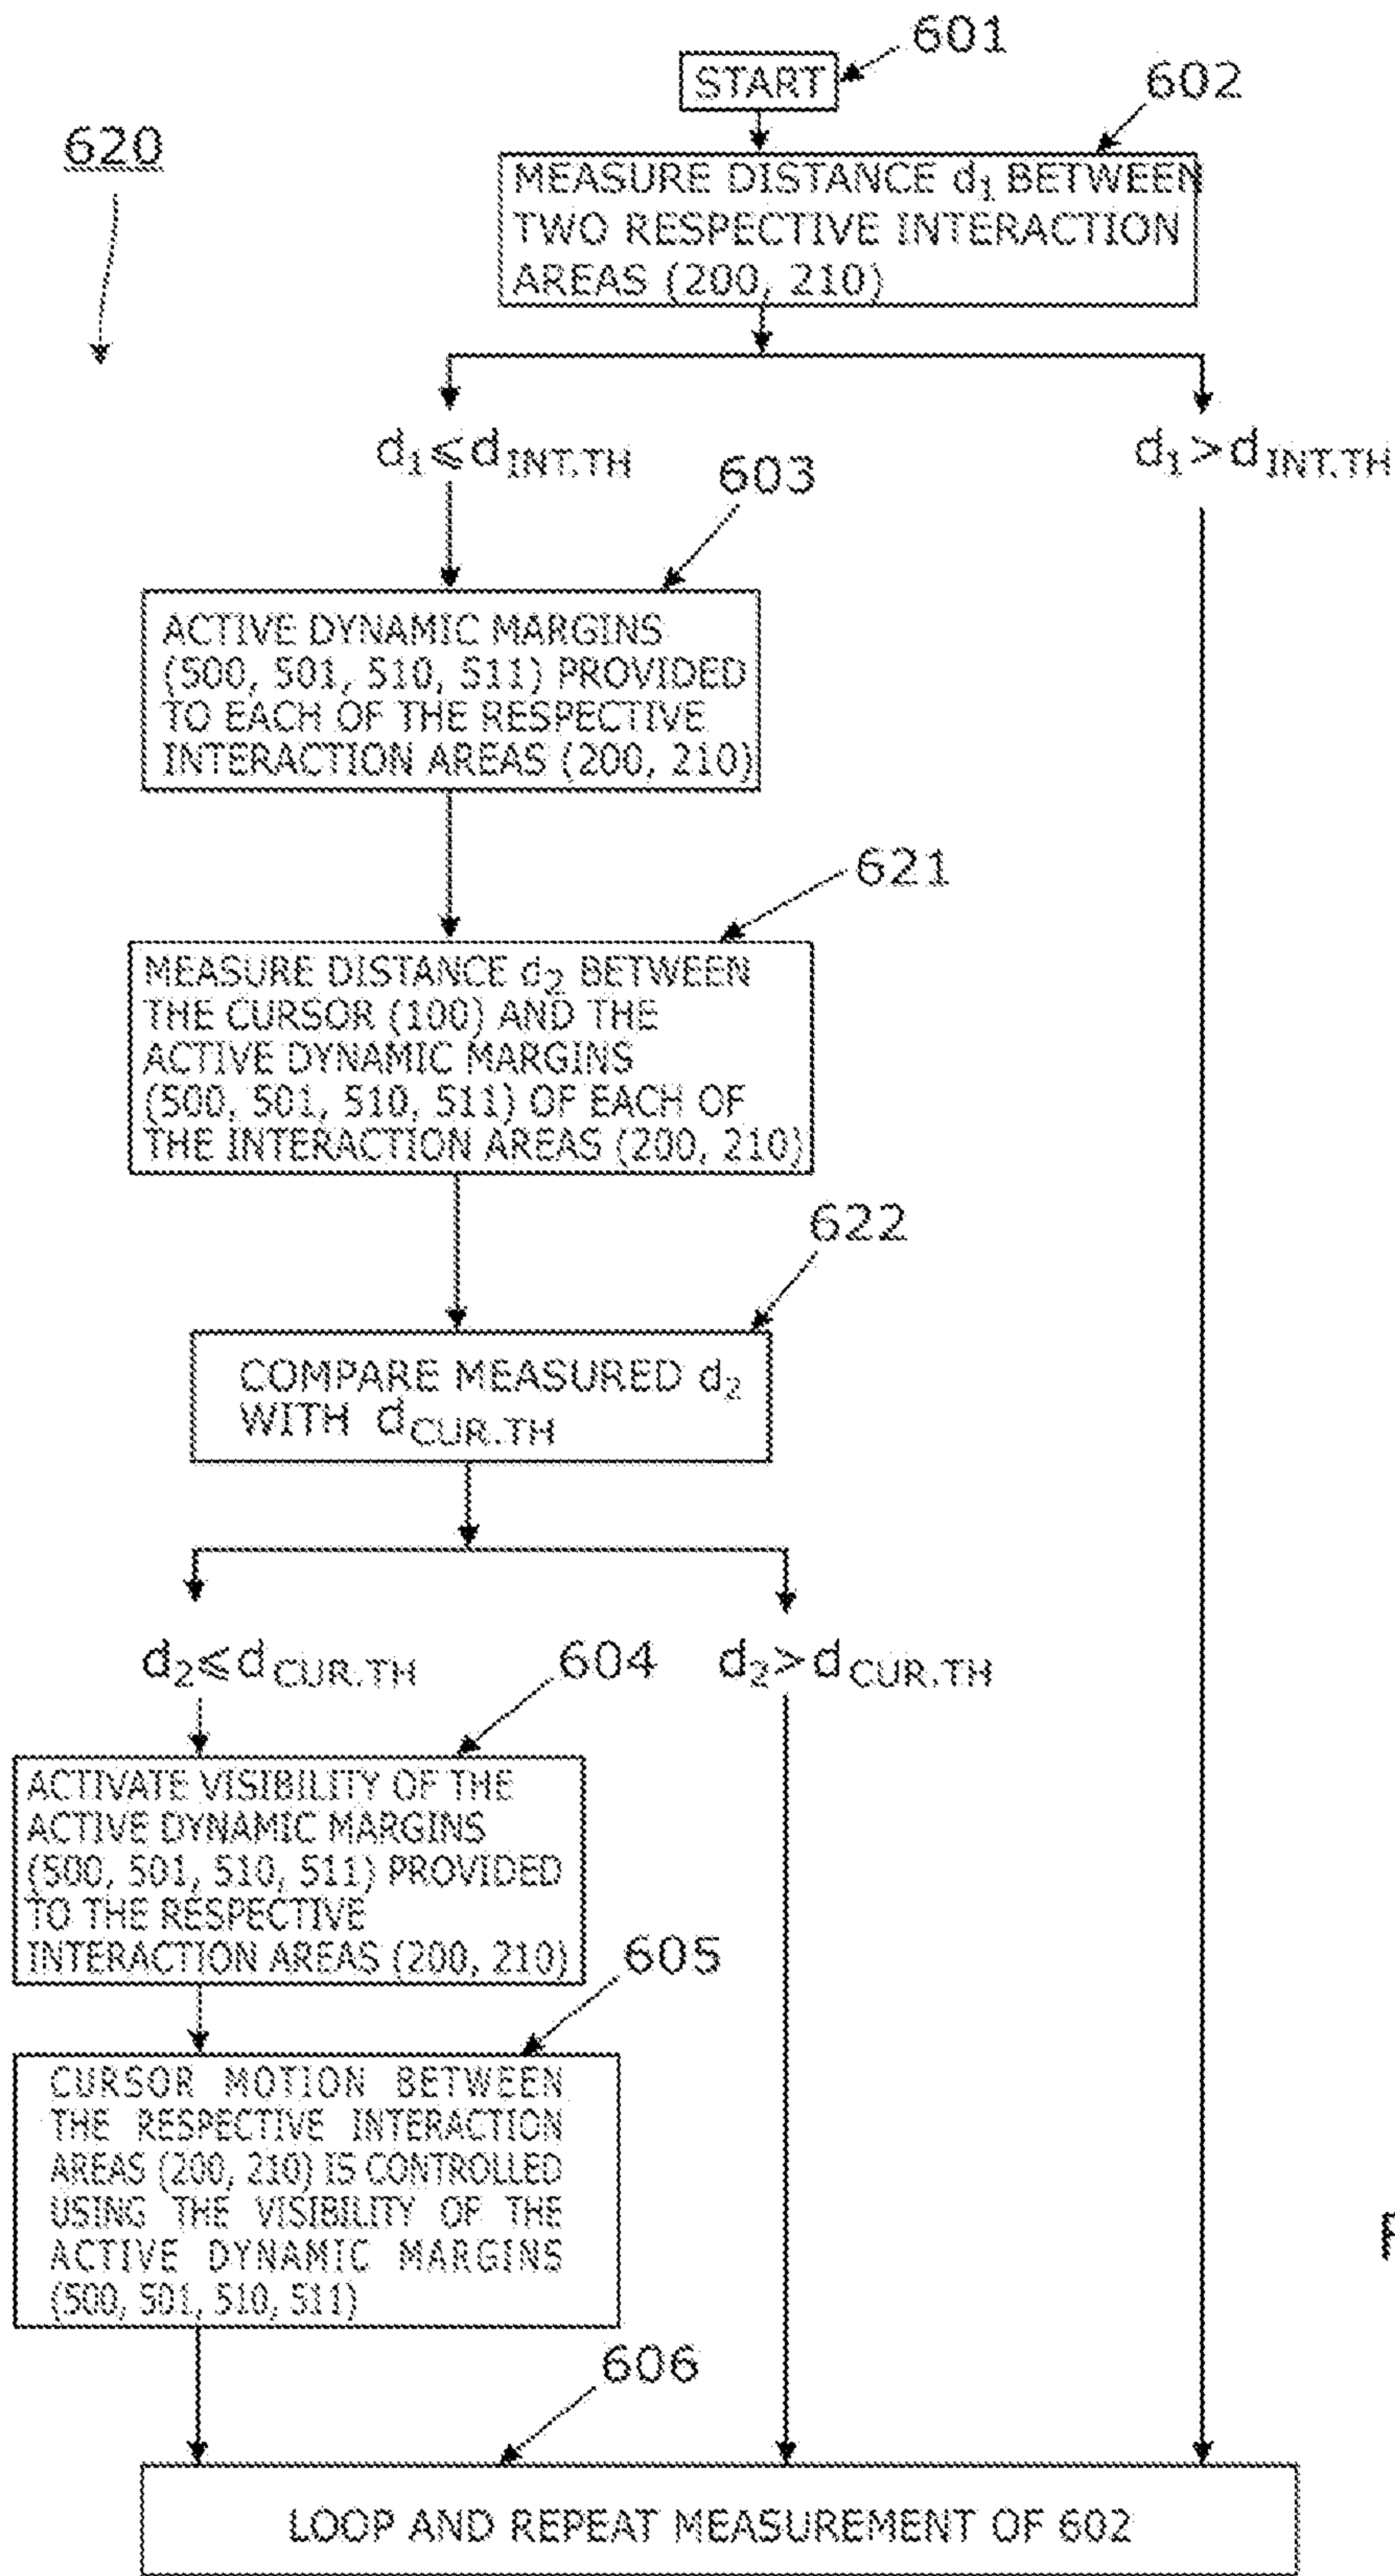 601
START
602
620
MEASURE DISTANCE d₁ BETWEEN
TWO RESPECTIVE INTERACTION
AREAS (200, 210)
d₁⩽d INT.TH
d₁>d INT.TH
603
ACTIVE DYNAMIC MARGINS
(500, 501, 510, 511) PROVIDED
TO EACH OF THE RESPECTIVE
INTERACTION AREAS (200, 210)
621
MEASURE DISTANCE d₂ BETWEEN
THE CURSOR (100) AND THE
ACTIVE DYNAMIC MARGINS
(500, 501, 510, 511) OF EACH OF
THE INTERACTION AREAS (200, 210)
622
COMPARE MEASURED d₂
WITH d CUR.TH
d₂⩽d CUR.TH
604
d₂>d CUR.TH
ACTIVATE VISIBILITY OF THE
ACTIVE DYNAMIC MARGINS
(500, 501, 510, 511) PROVIDED
TO THE RESPECTIVE
INTERACTION AREAS (200, 210)
605
CURSOR MOTION BETWEEN
THE RESPECTIVE INTERACTION
AREAS (200, 210) IS CONTROLLED
USING THE VISIBILITY OF THE
ACTIVE DYNAMIC MARGINS
(500, 501, 510, 511)
606
LOOP AND REPEAT MEASUREMENT OF 602